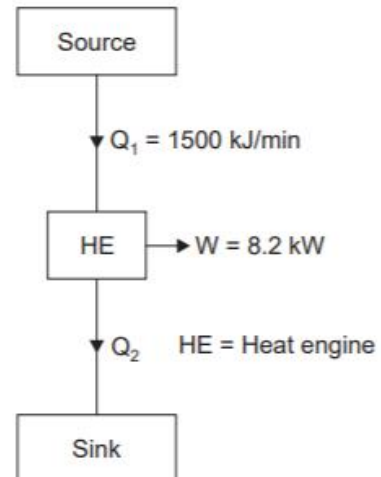 Source
Q₁ = 1500 kJ/min
HE
W = 8.2 kW
Q₂
HE = Heat engine
Sink